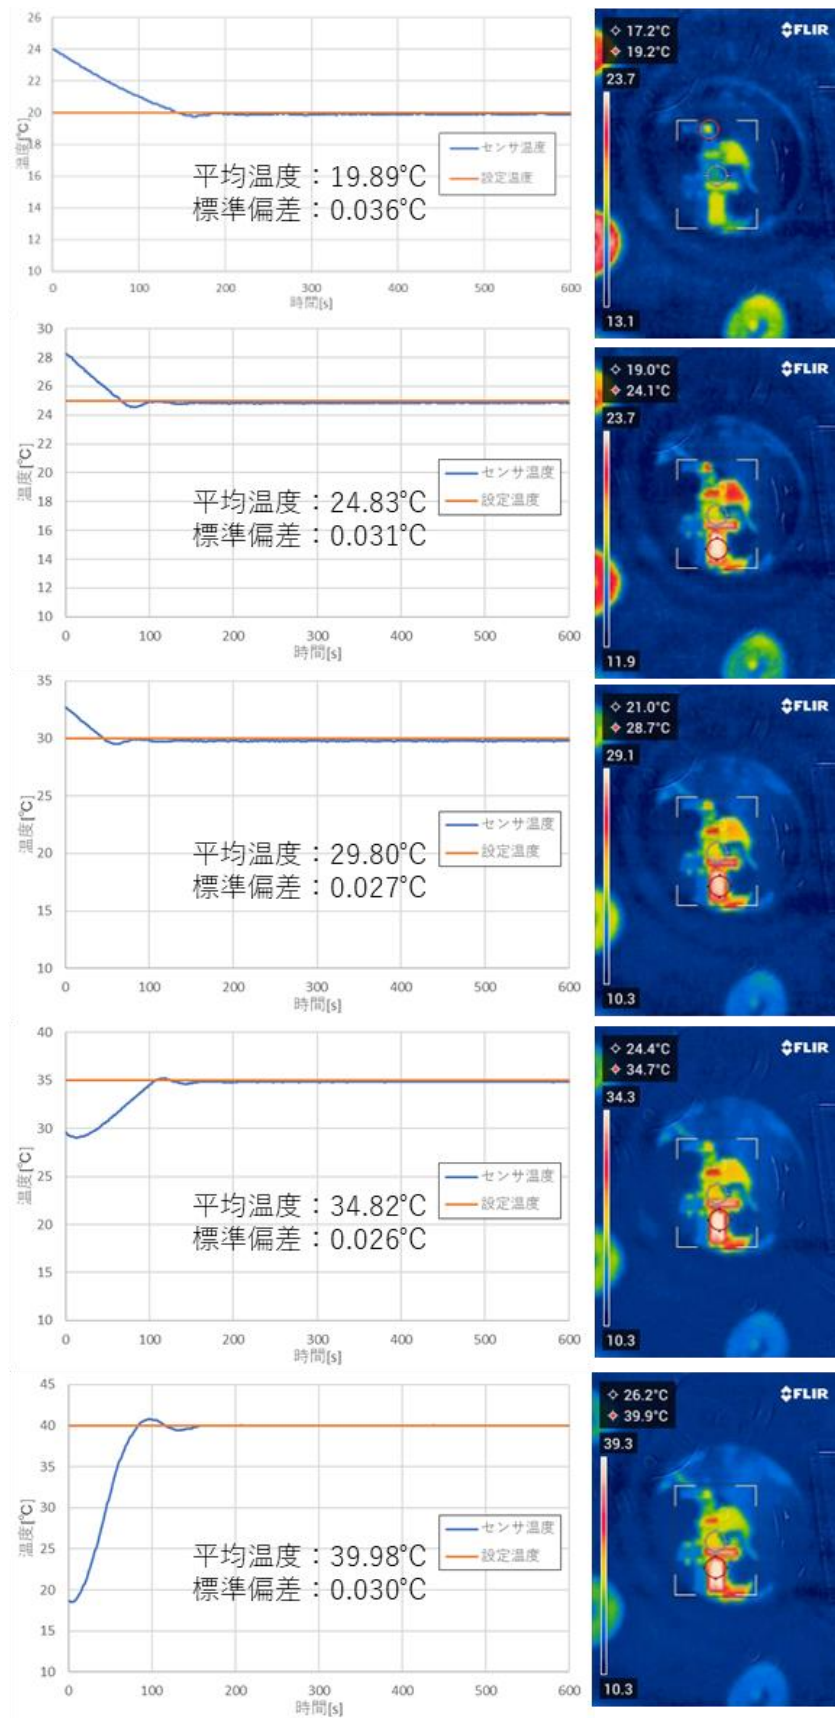 26
24
22
20
18
16
14
12
10
温度[℃]
センサ温度
設定温度
平均温度：19.89℃
標準偏差：0.036℃
0
100
200
300
400
500
600
時間[s]
17.2°C
19.2°C
FLIR
23.7
13.1
30
28
26
24
22
20
18
16
14
12
10
温度[℃]
センサ温度
設定温度
平均温度：24.83℃
標準偏差：0.031℃
0
100
200
300
400
500
600
時間[s]
19.0°C
24.1°C
FLIR
23.7
11.9
35
30
25
20
15
10
温度[℃]
センサ温度
設定温度
平均温度：29.80℃
標準偏差：0.027℃
0
100
200
300
400
500
600
時間[s]
21.0°C
28.7°C
FLIR
29.1
10.3
40
35
30
25
20
15
10
温度[℃]
センサ温度
設定温度
平均温度：34.82℃
標準偏差：0.026℃
0
100
200
300
400
500
600
時間[s]
24.4°C
34.7°C
FLIR
34.3
10.3
45
40
35
30
25
20
15
10
温度[℃]
センサ温度
設定温度
平均温度：39.98℃
標準偏差：0.030℃
0
100
200
300
400
500
600
時間[s]
26.2°C
39.9°C
FLIR
39.3
10.3